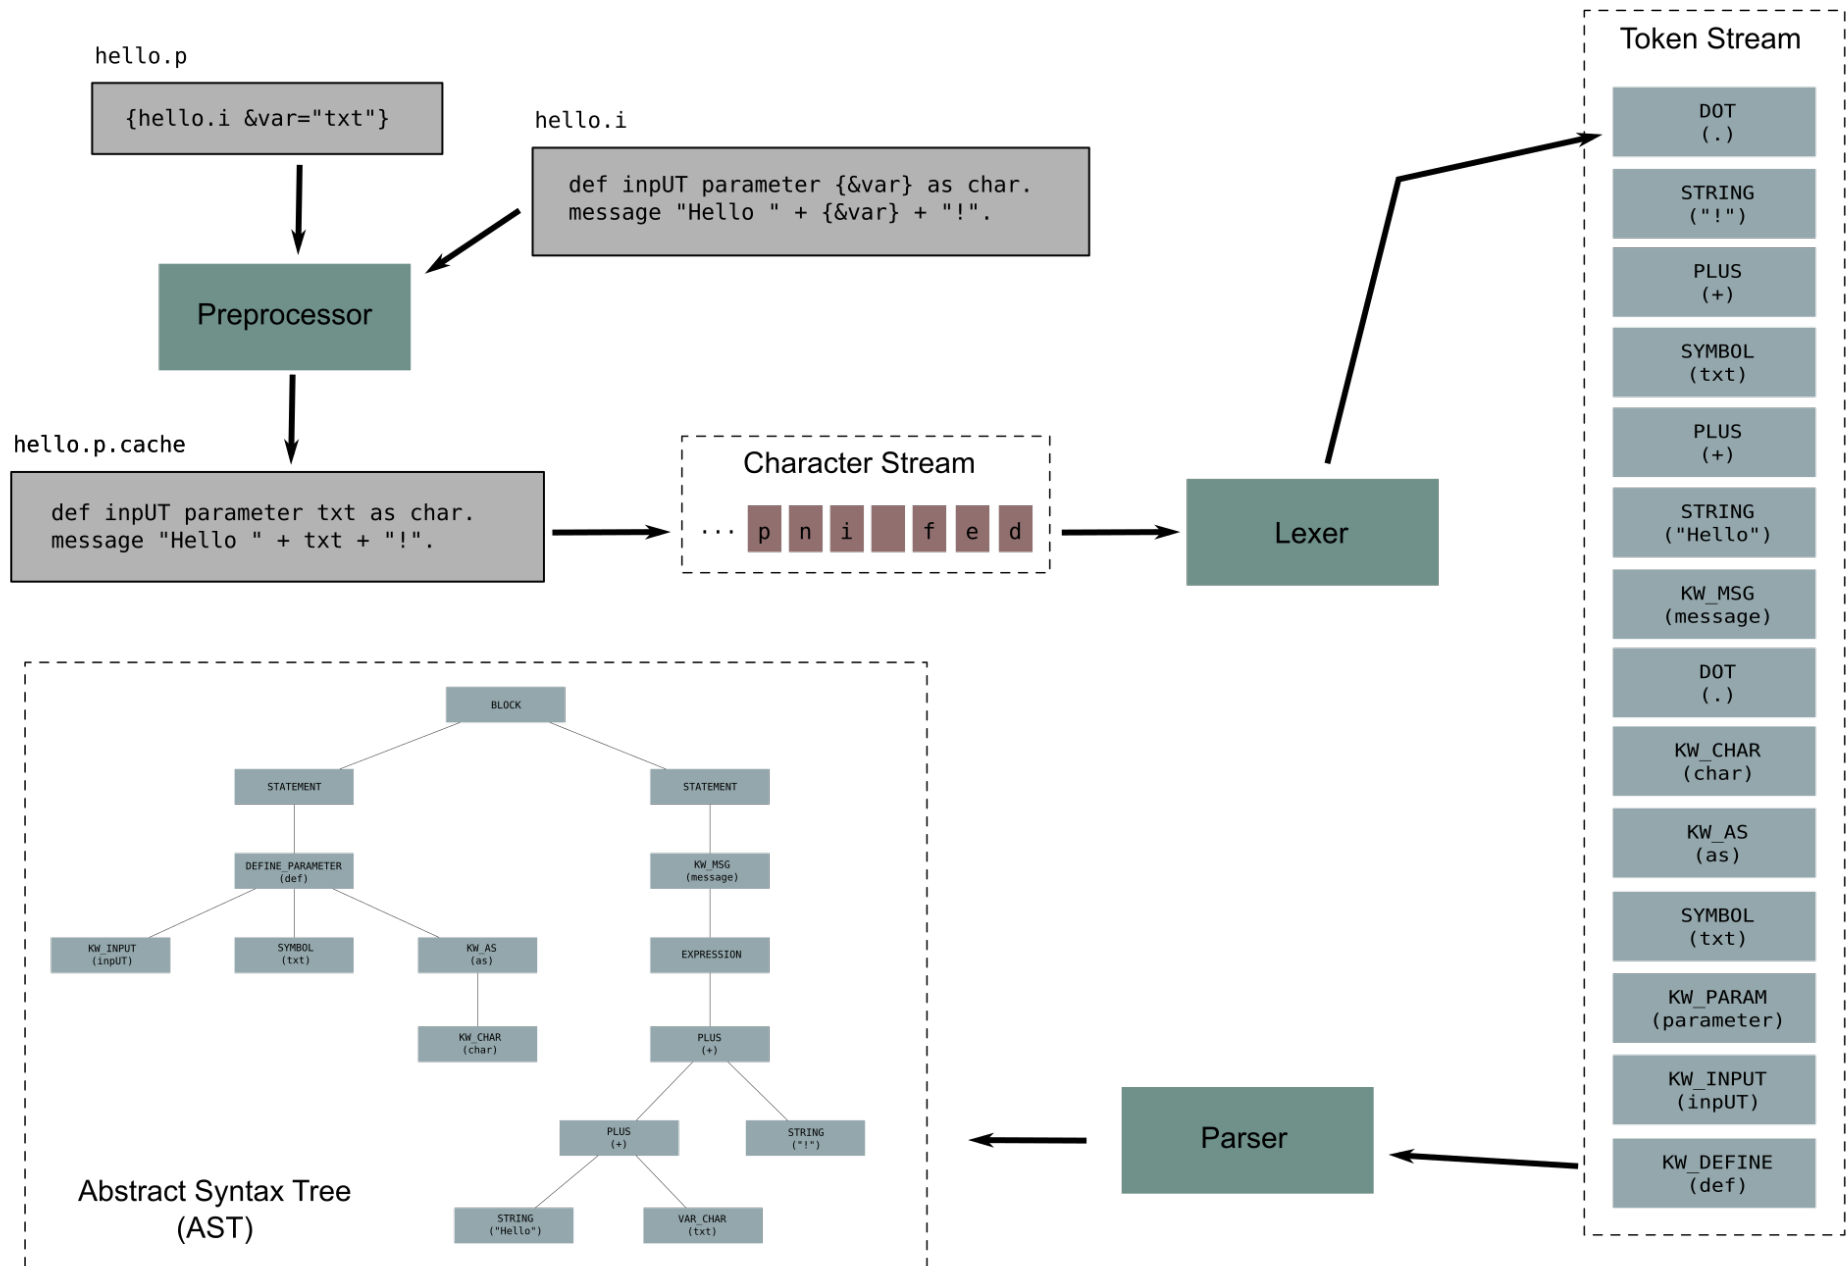 hello.p
{hello.i &var="txt"}
hello.i
def inpUT parameter {&var} as char.
message "Hello " + {&var} + "!".
Preprocessor
hello.p.cache
def inpUT parameter txt as char.
message "Hello " + txt + "!".
Character Stream
... p n i f e d
Lexer
Token Stream
DOT
(.)
STRING
("!")
PLUS
(+)
SYMBOL
(txt)
PLUS
(+)
STRING
("Hello")
KW_MSG
(message)
DOT
(.)
KW_CHAR
(char)
KW_AS
(as)
SYMBOL
(txt)
KW_PARAM
(parameter)
KW_INPUT
(inpUT)
KW_DEFINE
(def)
Parser
BLOCK
STATEMENT
STATEMENT
DEFINE_PARAMETER
(def)
KW_MSG
(message)
KW_INPUT
(inpUT)
SYMBOL
(txt)
KW_AS
(as)
EXPRESSION
KW_CHAR
(char)
PLUS
(+)
PLUS
(+)
STRING
("!")
STRING
("Hello")
VAR_CHAR
(txt)
Abstract Syntax Tree
(AST)